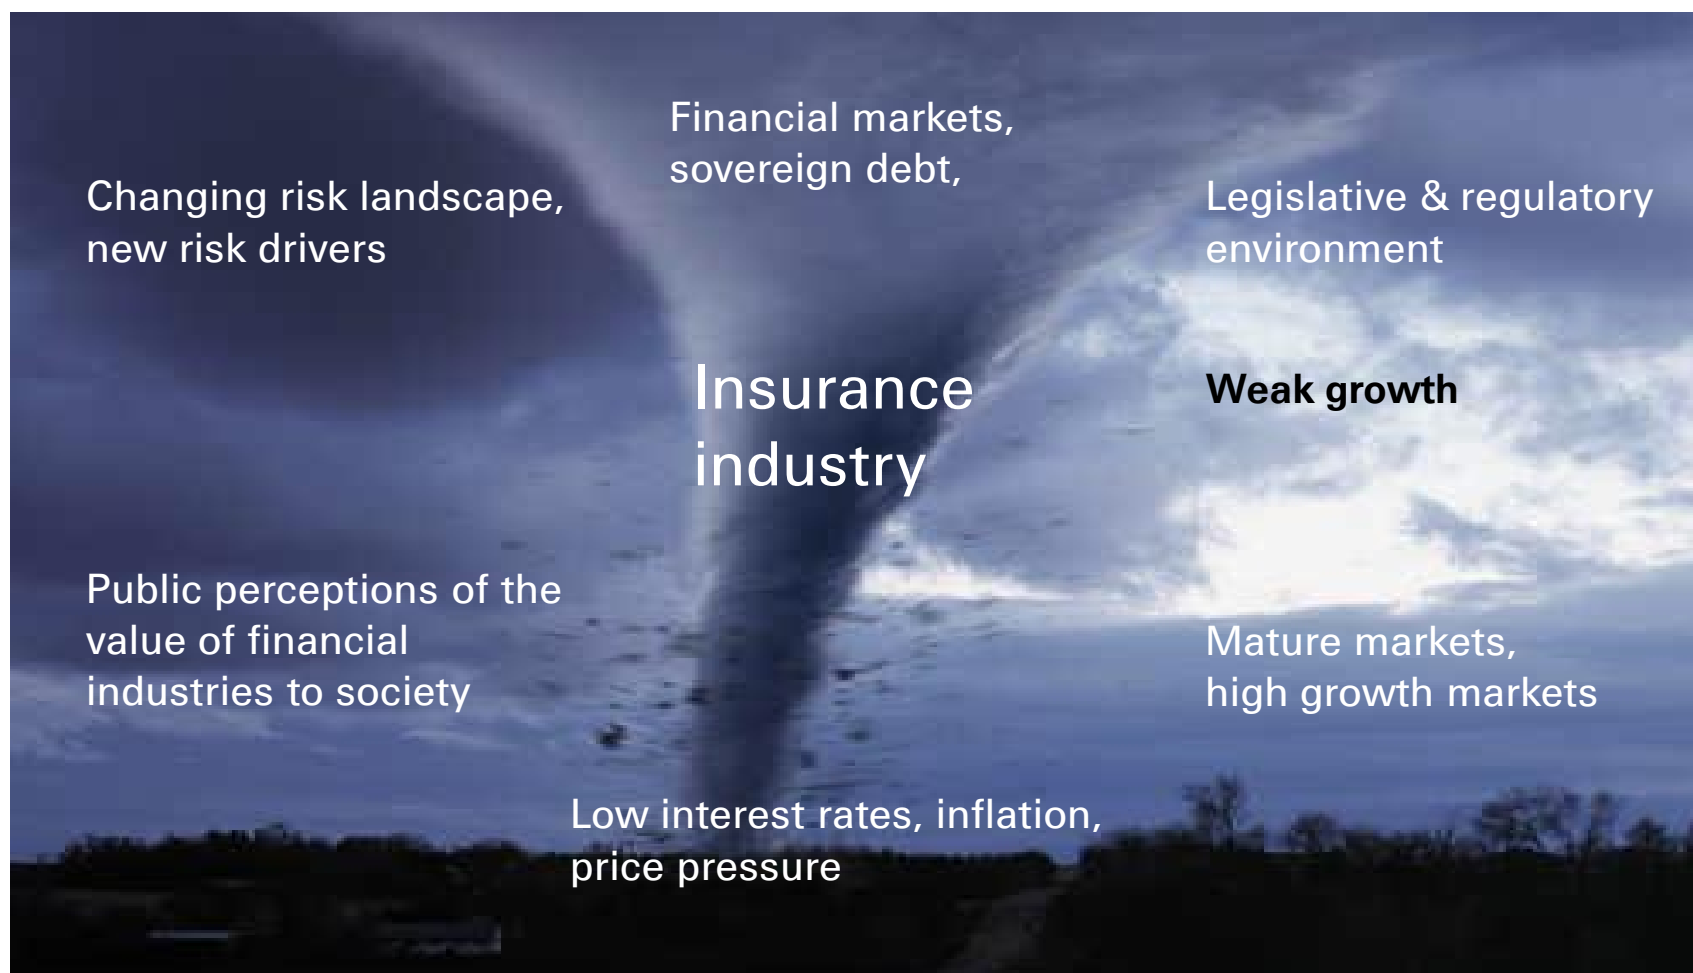 Financial markets,
sovereign debt,
Changing risk landscape,
new risk drivers
Legislative & regulatory
environment
Insurance
industry
Weak growth
Public perceptions of the
value of financial
industries to society
Mature markets,
high growth markets
Low interest rates, inflation,
price pressure